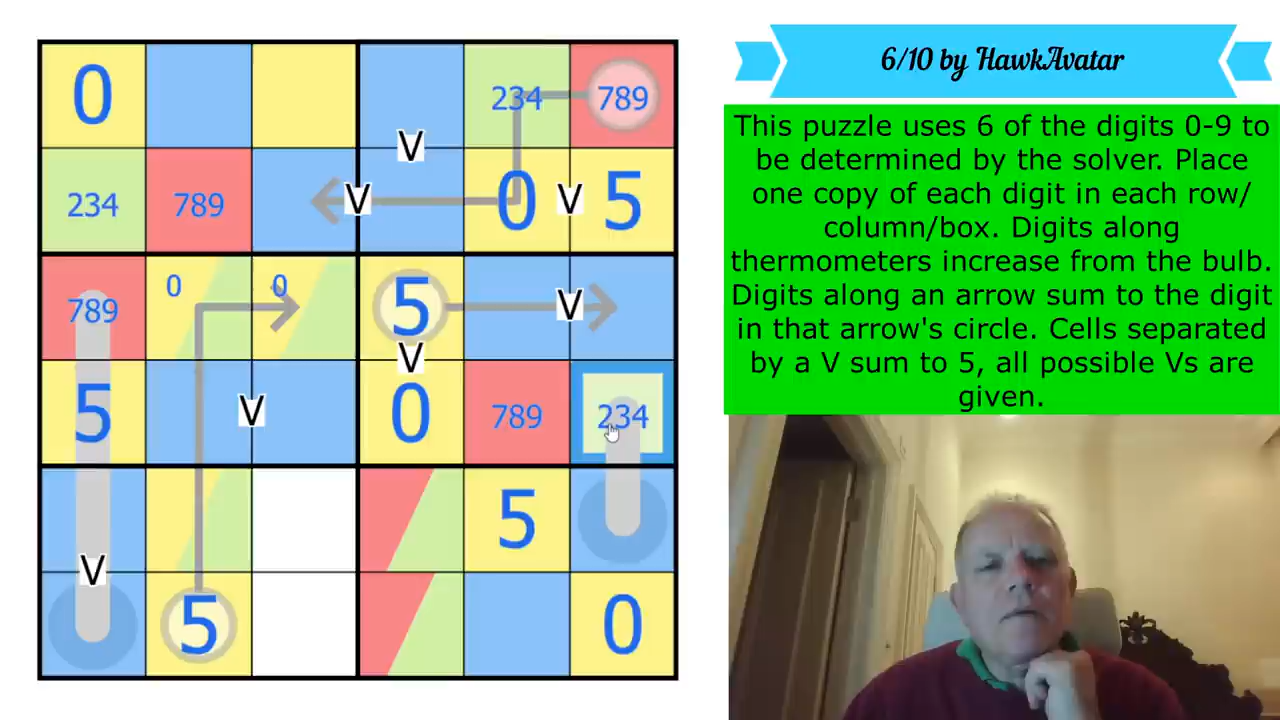 6/10 by HawkAvatar
This puzzle uses 6 of the digits 0-9 to
be determined by the solver. Place
one copy of each digit in each row/
column/box. Digits along
thermometers increase from the bulb.
Digits along an arrow sum to the digit
in that arrow's circle. Cells separated
by a V sum to 5, all possible Vs are
given.
0 234 789
V
234 789 V 0 V 5
789 0 0 5 V
V
5 V 0 789 234
5
V
5 0